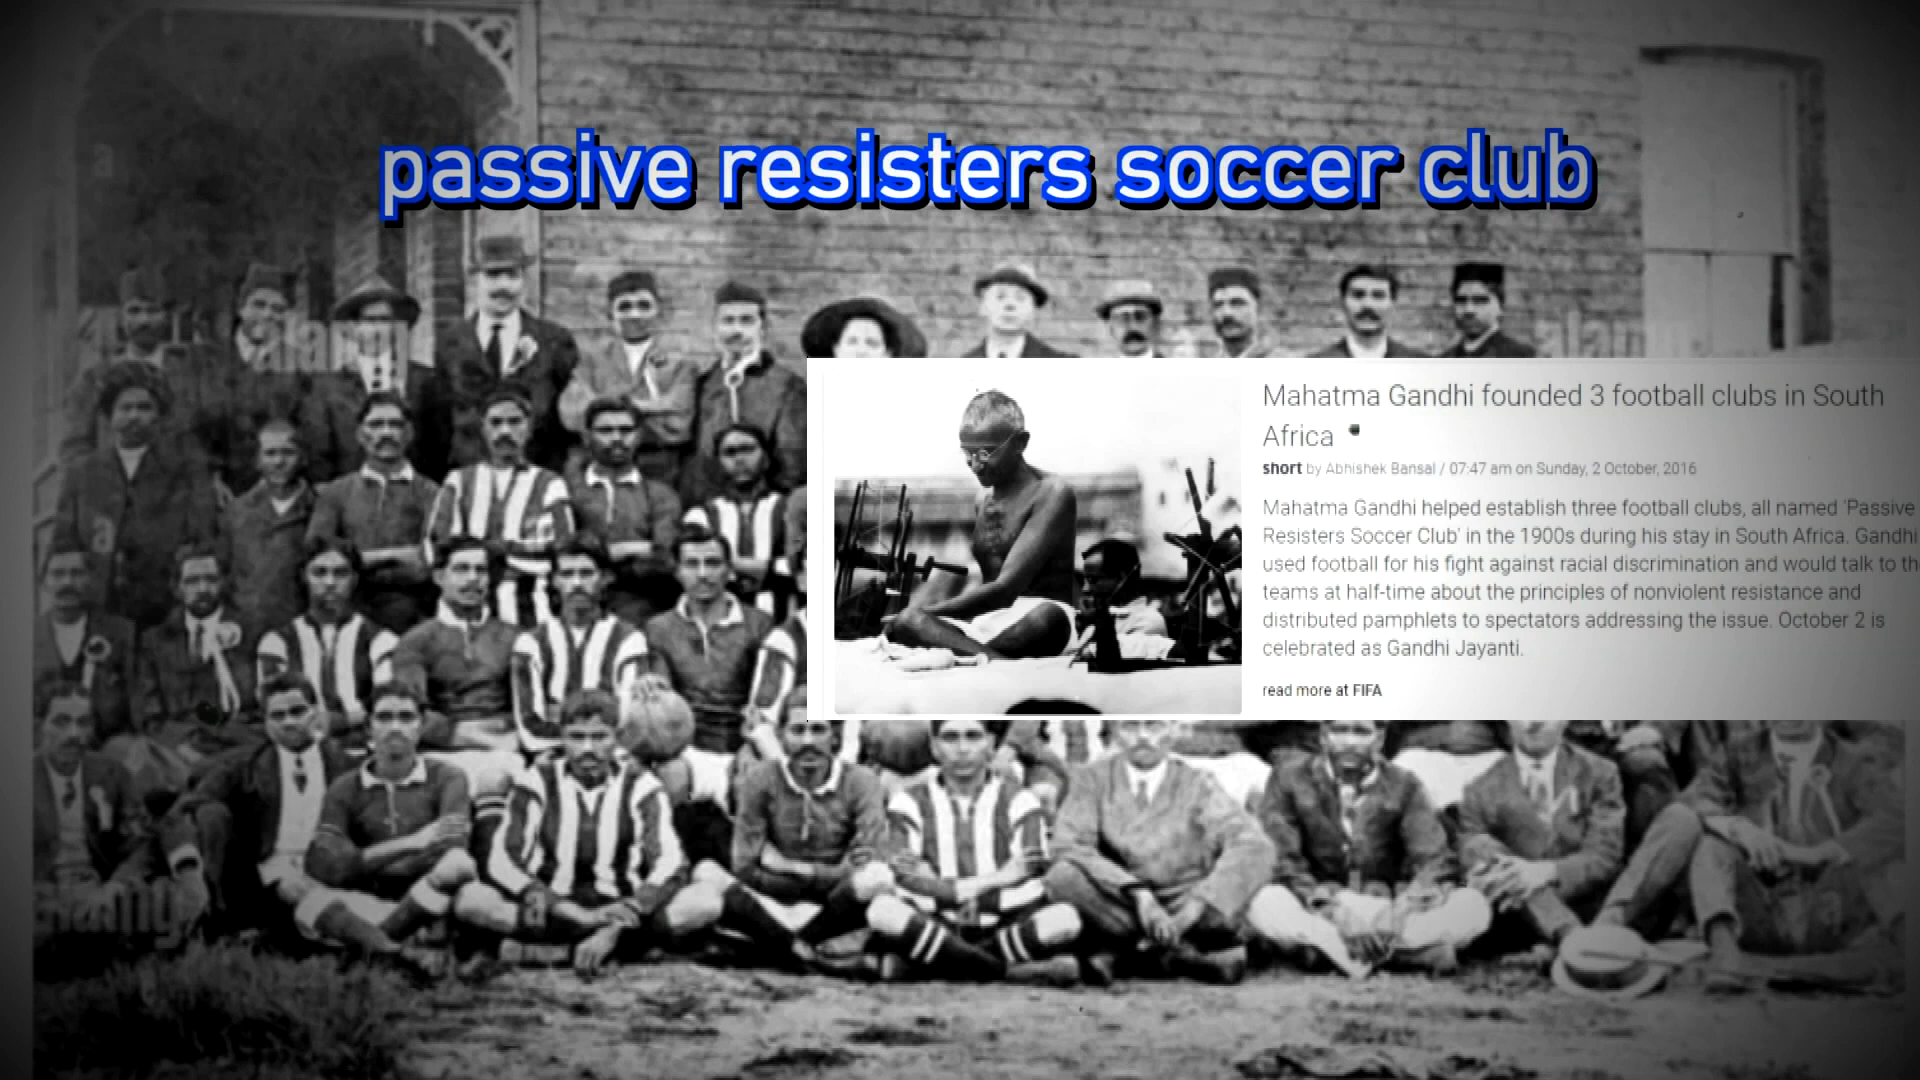 passive resisters soccer club
Mahatma Gandhi founded 3 football clubs in South
Africa
short by Abhishek Bansal / 07:47 am on Sunday, 2 October, 2016
Mahatma Gandhi helped establish three football clubs, all named 'Passive
Resisters Soccer Club' in the 1900s during his stay in South Africa. Gandhi
used football for his fight against racial discrimination and would talk to th
teams at half-time about the principles of nonviolent resistance and
distributed pamphlets to spectators addressing the issue. October 2 is
celebrated as Gandhi Jayanti.
read more at FIFA
alamy
alamy
a
a